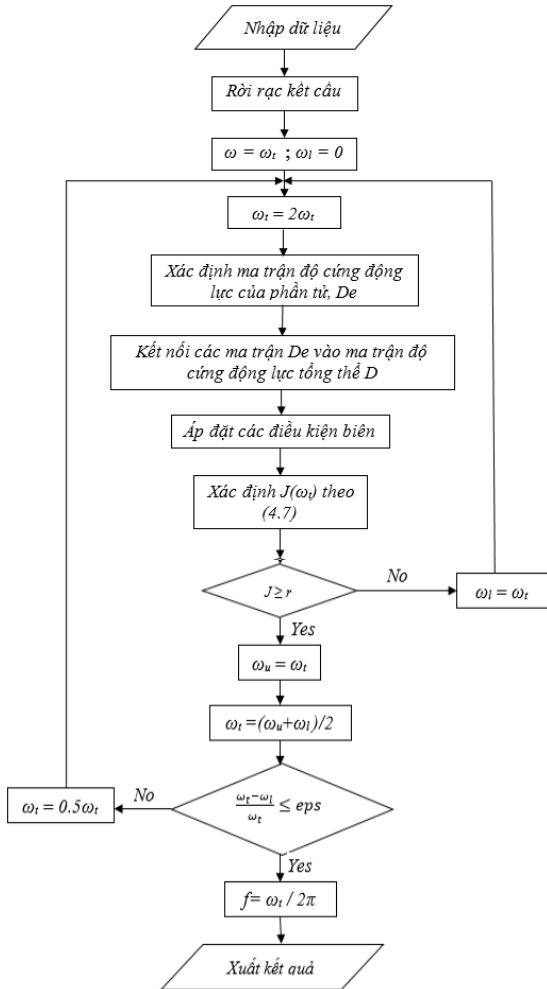 Nhập dữ liệu
Rời rạc kết cấu
ω = ωₜ ; ωₗ = 0
ωₜ = 2ωₜ
Xác định ma trận độ cứng động
lực của phần tử, De
Kết nối các ma trận De vào ma trận độ
cứng động lực tổng thể D
Áp đặt các điều kiện biên
Xác định J(ωₜ) theo
(4.7)
J ≥ r
No
ωₗ = ωₜ
Yes
ωᵤ = ωₜ
ωₜ =(ωᵤ+ωₗ)/2
(ωₜ−ωₗ)/ωₜ ≤ eps
No
ωₜ = 0.5ωₜ
Yes
f= ωₜ / 2π
Xuất kết quả